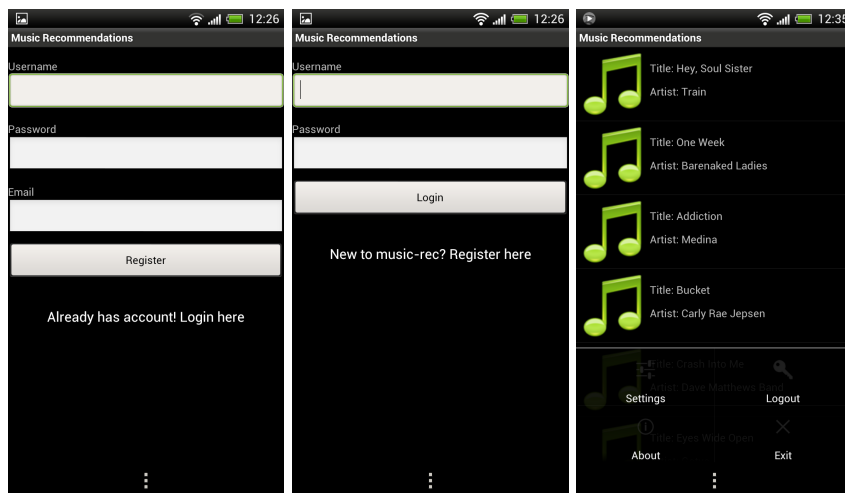 12:26
Music Recommendations
Username
Password
Email
Register
Already has account! Login here
12:26
Music Recommendations
Username
Password
Login
New to music-rec? Register here
12:35
Music Recommendations
Title: Hey, Soul Sister
Artist: Train
Title: One Week
Artist: Barenaked Ladies
Title: Addiction
Artist: Medina
Title: Bucket
Artist: Carly Rae Jepsen
Title: Crash Into Me
Artist: Dave Matthews Band
Settings
Logout
Title: Eyes Wide Open
About
Exit